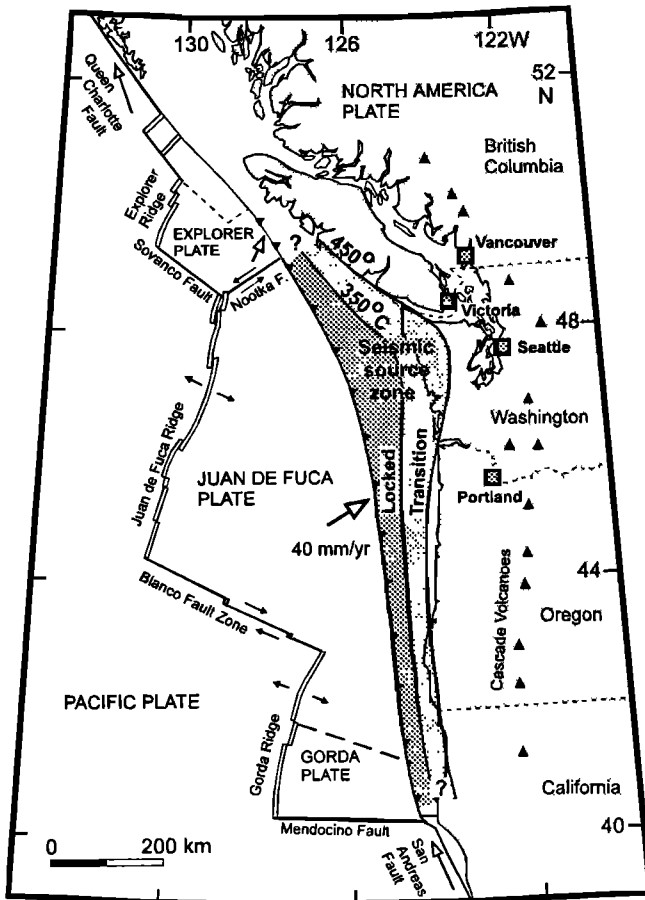 130
126
122W
52
N
Queen
Charlotte
Fault
NORTH AMERICA
PLATE
British
Columbia
Explorer
Ridge
EXPLORER
PLATE
?
450°
Vancouver
Sovanco Fault
Nootka F.
350°C
Victoria
48
Seismic
source
zone
Seattle
Washington
Juan de Fuca Ridge
JUAN DE FUCA
PLATE
Locked
Transition
Portland
40 mm/yr
Blanco Fault Zone
44
Cascade Volcanoes
Oregon
PACIFIC PLATE
Gorda Ridge
GORDA
PLATE
?
California
Mendocino Fault
40
0
200 km
San
Andreas
Fault